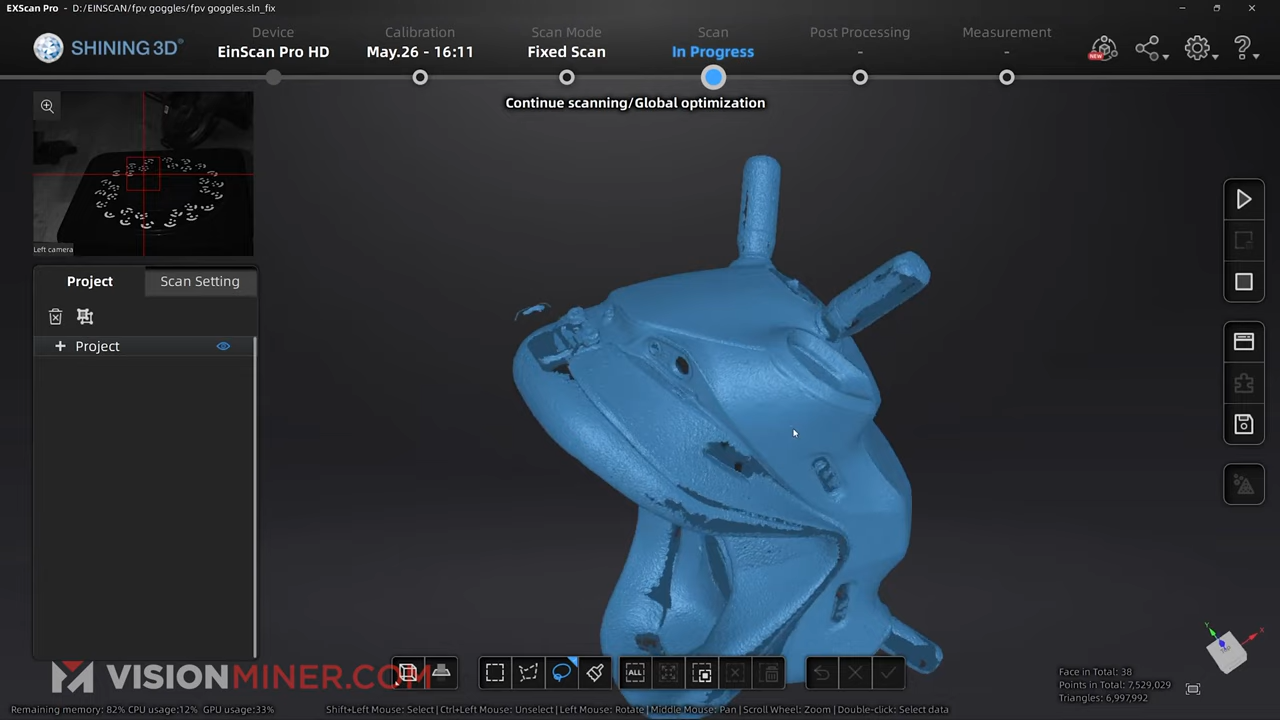 EXScan Pro - D:/EINSCAN/fpv goggles/fpv goggles.sln_fix
SHINING 3D®
Device
EinScan Pro HD
Calibration
May.26 - 16:11
Scan Mode
Fixed Scan
Scan
In Progress
Post Processing
-
Measurement
-
NEW
Continue scanning/Global optimization
Left camera
Project
Scan Setting
Project
ALL
VISIONMINER.COM
Face in Total: 38
Points in Total: 7,529,029
Triangles: 6,997,992
Remaining memory: 82% CPU usage:12% GPU usage:33%
Shift+Left Mouse: Select | Ctrl+Left Mouse: Unselect | Left Mouse: Rotate | Middle Mouse: Pan | Scroll Wheel: Zoom | Double-click: Select data
Y
X